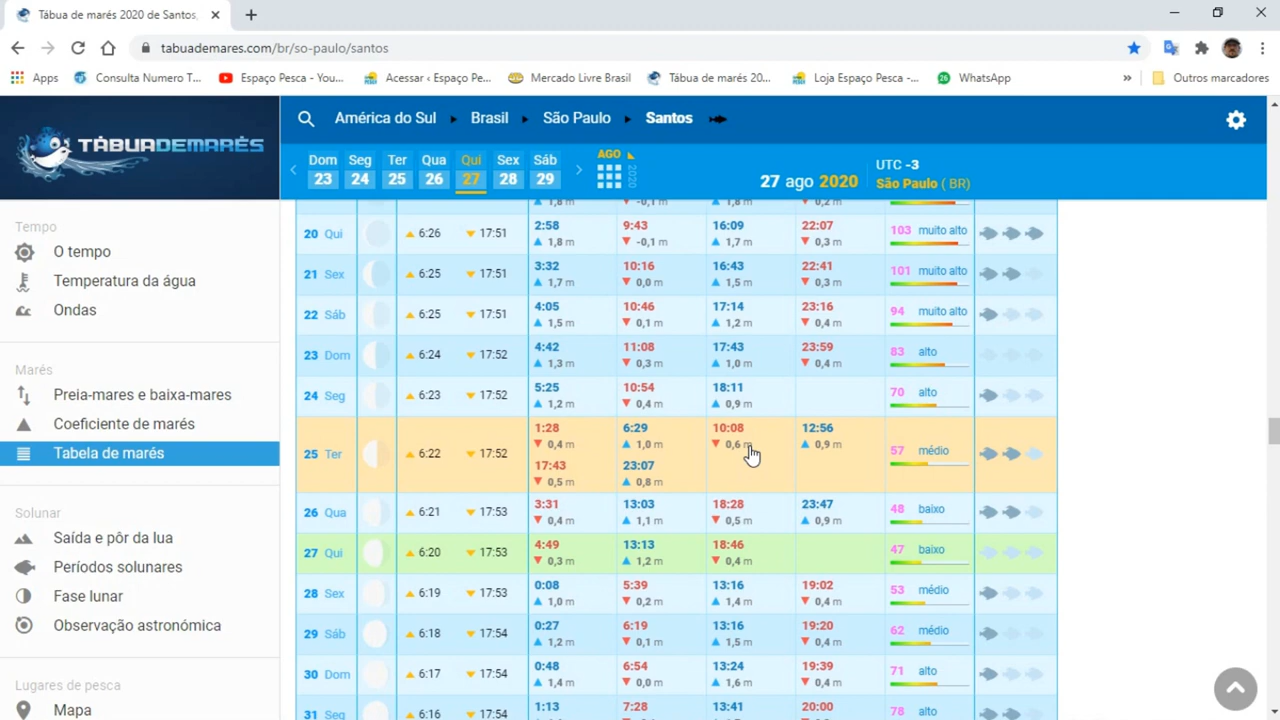 Tábua de marés 2020 de Santos,
tabuademares.com/br/so-paulo/santos
Apps Consulta Numero T... Espaço Pesca - You... Acessar ‹ Espaço Pe... Mercado Livre Brasil Tábua de marés 20... Loja Espaço Pesca -... WhatsApp » Outros marcadores
TÁBUADEMARÉS
América do Sul Brasil São Paulo Santos
Dom Seg Ter Qua Qui Sex Sáb AGO
23 24 25 26 27 28 29 2020
27 ago 2020
UTC -3
São Paulo ( BR)
Tempo
O tempo
Temperatura da água
Ondas
Marés
Preia-mares e baixa-mares
Coeficiente de marés
Tabela de marés
Solunar
Saída e pôr da lua
Períodos solunares
Fase lunar
Observação astronómica
Lugares de pesca
Mapa
1,8 m -0,1 m 1,8 m 0,2 m
20 Qui 6:26 17:51 2:58 9:43 16:09 22:07 103 muito alto
1,8 m -0,1 m 1,7 m 0,3 m
21 Sex 6:25 17:51 3:32 10:16 16:43 22:41 101 muito alto
1,7 m 0,0 m 1,5 m 0,3 m
22 Sáb 6:25 17:51 4:05 10:46 17:14 23:16 94 muito alto
1,5 m 0,1 m 1,2 m 0,4 m
23 Dom 6:24 17:52 4:42 11:08 17:43 23:59 83 alto
1,3 m 0,3 m 1,0 m 0,4 m
24 Seg 6:23 17:52 5:25 10:54 18:11 70 alto
1,2 m 0,4 m 0,9 m
25 Ter 6:22 17:52 1:28 6:29 10:08 12:56 57 médio
0,4 m 1,0 m 0,6 m 0,9 m
17:43 23:07
0,5 m 0,8 m
26 Qua 6:21 17:53 3:31 13:03 18:28 23:47 48 baixo
0,4 m 1,1 m 0,5 m 0,9 m
27 Qui 6:20 17:53 4:49 13:13 18:46 47 baixo
0,3 m 1,2 m 0,4 m
28 Sex 6:19 17:53 0:08 5:39 13:16 19:02 53 médio
1,0 m 0,2 m 1,4 m 0,4 m
29 Sáb 6:18 17:54 0:27 6:19 13:16 19:20 62 médio
1,2 m 0,1 m 1,5 m 0,4 m
30 Dom 6:17 17:54 0:48 6:54 13:24 19:39 71 alto
1,4 m 0,0 m 1,6 m 0,4 m
31 Seg 6:16 17:54 1:13 7:28 13:41 20:00 78 alto